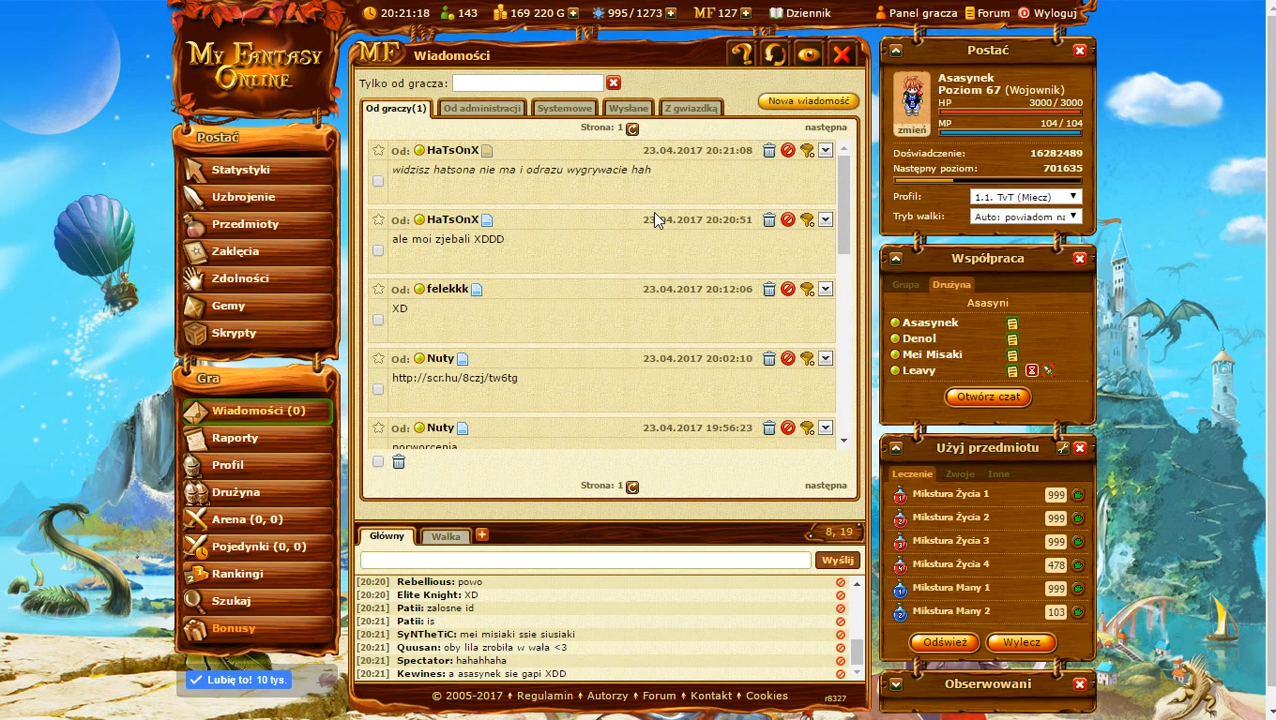 20:21:18 143 169 220 G 995/1273 MF 127 Dziennik Panel gracza Forum Wyloguj
My Fantasy
Online
Postać
Statystyki
Uzbrojenie
Przedmioty
Zaklęcia
Zdolności
Gemy
Skrypty
Gra
Wiadomości (0)
Raporty
Profil
Drużyna
Arena (0, 0)
Pojedynki (0, 0)
Rankingi
Szukaj
Bonusy
Lubię to! 10 tys.
MF Wiadomości
Tylko od gracza:
Od graczy(1) Od administracji Systemowe Wysłane Z gwiazdką Nowa wiadomość
Strona: 1 następna
Od: HaTsOnX 23.04.2017 20:21:08
widzisz hatsona nie ma i odrazu wygrywacie hah
Od: HaTsOnX 23.04.2017 20:20:51
ale moi zjebali XDDD
Od: felekkk 23.04.2017 20:12:06
XD
Od: Nuty 23.04.2017 20:02:10
http://scr.hu/8czj/tw6tg
Od: Nuty 23.04.2017 19:56:23
porworcenia
Strona: 1 następna
Główny Walka 8, 19
Wyślij
[20:20] Rebellious: powo
[20:21] Elite Knight: XD
[20:21] Patii: zalosne id
[20:21] Patii: is
[20:21] SyNTheTiC: mei misiaki ssie siusiaki
[20:21] Quusan: oby lila zrobila w wała <3
[20:21] Spectator: hahahhaha
[20:21] Kewines: a asasynek sie gapi XDD
© 2005-2017 Regulamin Autorzy Forum Kontakt Cookies r8327
Postać
Asasynek
Poziom 67 (Wojownik)
HP 3000 / 3000
MP 104 / 104
zmień
Doświadczenie: 16282489
Następny poziom: 701635
Profil: 1.1. TvT (Miecz)
Tryb walki: Auto: powiadom na
Współpraca
Grupa Drużyna
Asasyni
Asasynek
Denol
Mei Misaki
Leavy
Otwórz czat
Użyj przedmiotu
Leczenie Zwoje Inne
Mikstura Życia 1 999
Mikstura Życia 2 999
Mikstura Życia 3 999
Mikstura Życia 4 478
Mikstura Many 1 999
Mikstura Many 2 103
Odśwież Wylecz
Obserwowani